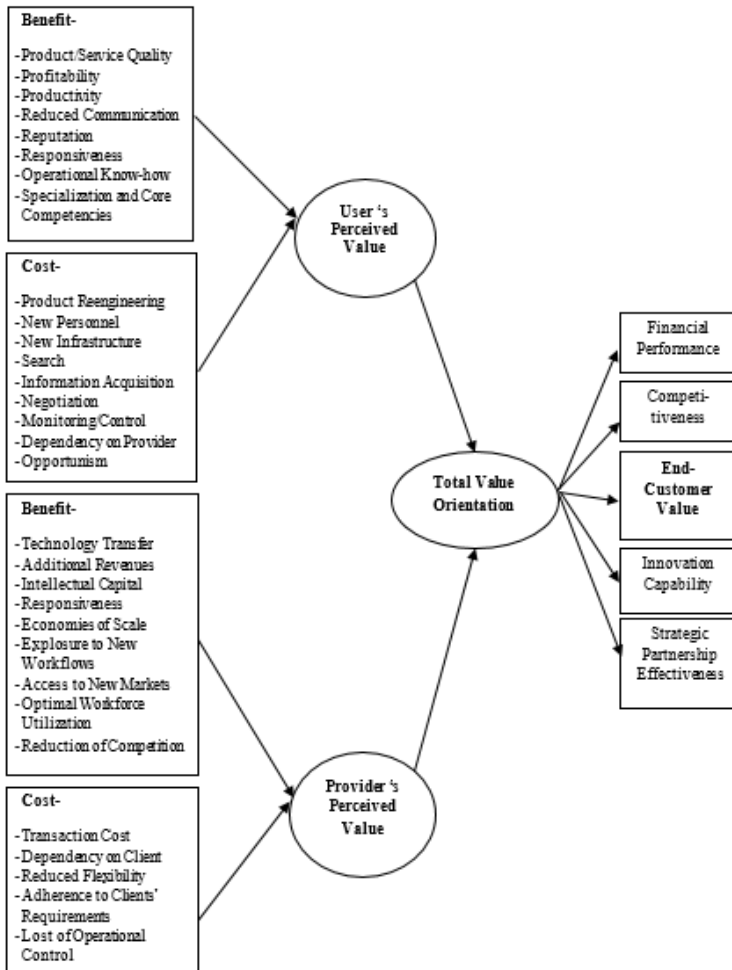 Benefit-
-Product/Service Quality
-Profitability
-Productivity
-Reduced Communication
-Reputation
-Responsiveness
-Operational Know-how
-Specialization and Core
Competencies
Cost-
-Product Reengineering
-New Personnel
-New Infrastructure
-Search
-Information Acquisition
-Negotiation
-Monitoring/Control
-Dependency on Provider
-Opportunism
Benefit-
-Technology Transfer
-Additional Revenues
-Intellectual Capital
-Responsiveness
-Economies of Scale
-Explosure to New
Workflows
-Access to New Markets
-Optimal Workforce
Utilization
-Reduction of Competition
Cost-
-Transaction Cost
-Dependency on Client
-Reduced Flexibility
-Adherence to Clients'
Requirements
-Lost of Operational
Control
User‘s
Perceived
Value
Provider‘s
Perceived
Value
Total Value
Orientation
Financial
Performance
Competi-
tiveness
End-
Customer
Value
Innovation
Capability
Strategic
Partnership
Effectiveness